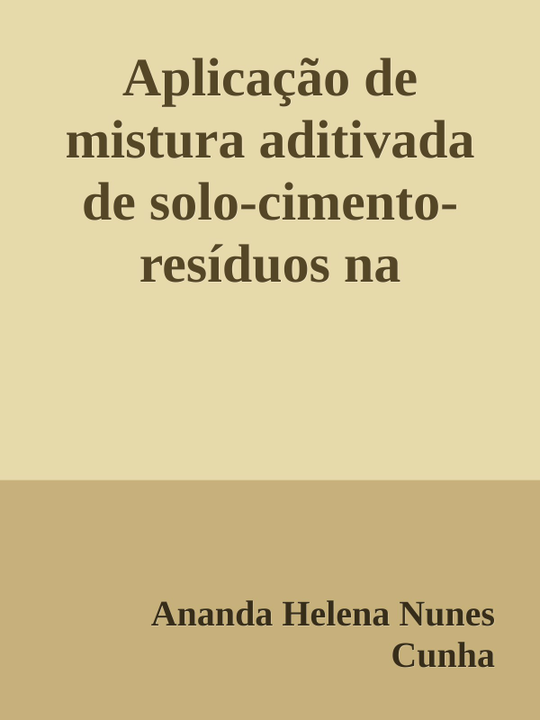 Aplicação de
mistura aditivada
de solo-cimento-
resíduos na
Ananda Helena Nunes
Cunha